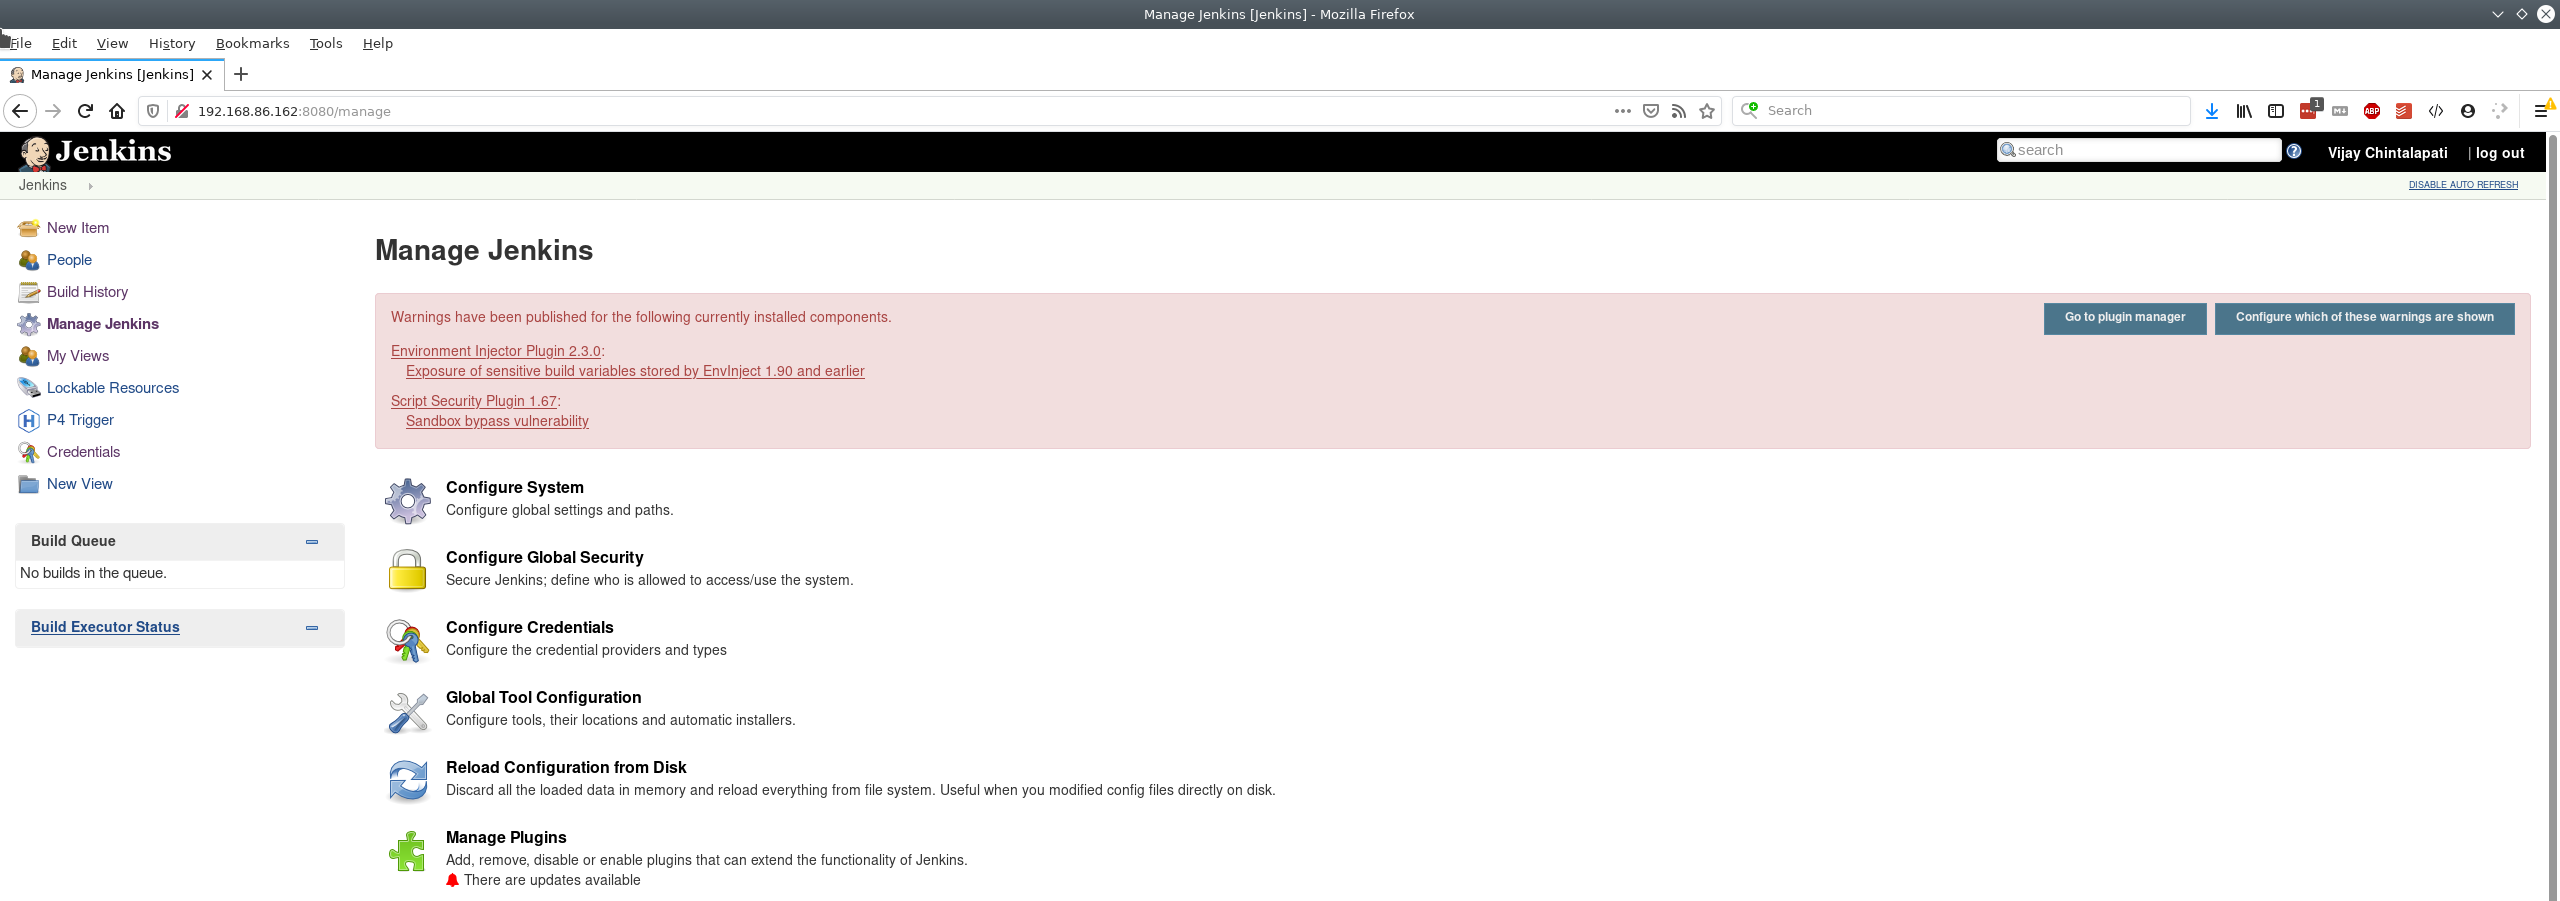 Manage Jenkins [Jenkins] - Mozilla Firefox
File Edit View History Bookmarks Tools Help
Manage Jenkins [Jenkins]
192.168.86.162:8080/manage
Search
1
ABP
Jenkins
search
Vijay Chintalapati | log out
Jenkins
DISABLE AUTO REFRESH
New Item
People
Build History
Manage Jenkins
My Views
Lockable Resources
P4 Trigger
Credentials
New View
Build Queue
No builds in the queue.
Build Executor Status
Manage Jenkins
Warnings have been published for the following currently installed components.
Go to plugin manager
Configure which of these warnings are shown
Environment Injector Plugin 2.3.0:
Exposure of sensitive build variables stored by EnvInject 1.90 and earlier
Script Security Plugin 1.67:
Sandbox bypass vulnerability
Configure System
Configure global settings and paths.
Configure Global Security
Secure Jenkins; define who is allowed to access/use the system.
Configure Credentials
Configure the credential providers and types
Global Tool Configuration
Configure tools, their locations and automatic installers.
Reload Configuration from Disk
Discard all the loaded data in memory and reload everything from file system. Useful when you modified config files directly on disk.
Manage Plugins
Add, remove, disable or enable plugins that can extend the functionality of Jenkins.
There are updates available